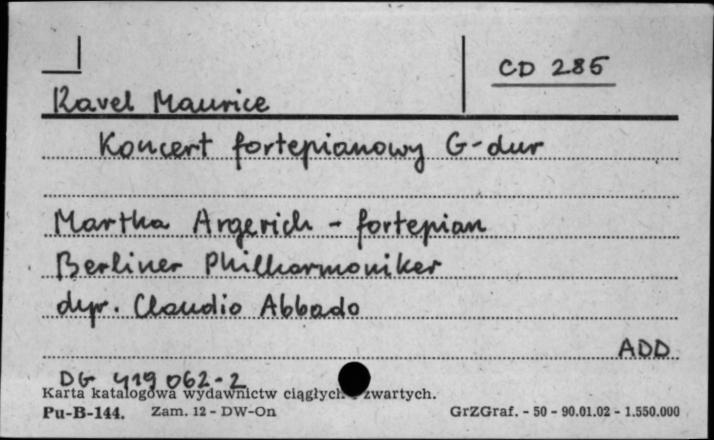 CD 285
Ravel Maurice
Koncert fortepianowy G-dur
Martha Argerich - fortepian
Berliner Philharmoniker
dyr. Claudio Abbado
ADD
DG 419 062-2
Karta katalogowa wydawnictw ciągłych zwartych.
Pu-B-144. Zam. 12 - DW-On GrZGraf. - 50 - 90.01.02 - 1.550.000